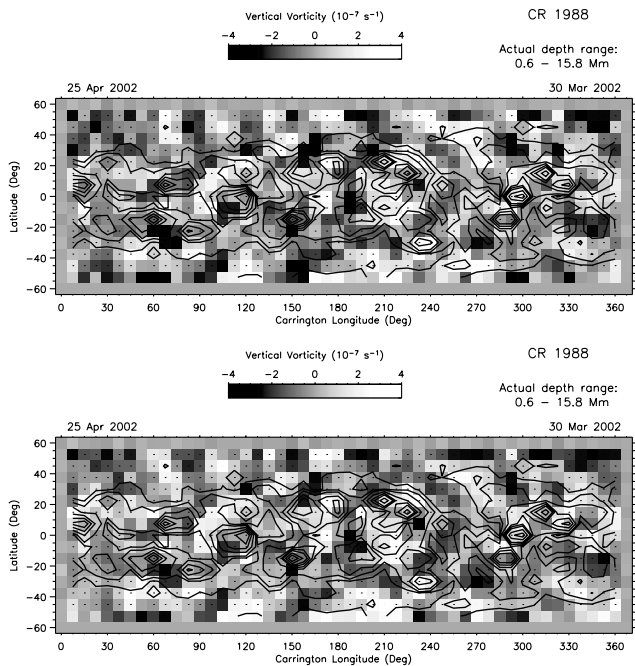 Vertical Vorticity (10⁻⁷ s⁻¹)
CR 1988
−4 −2 0 2 4
Actual depth range:
0.6 − 15.8 Mm
25 Apr 2002
30 Mar 2002
60
40
20
0
−20
−40
−60
Latitude (Deg)
0 30 60 90 120 150 180 210 240 270 300 330 360
Carrington Longitude (Deg)
Vertical Vorticity (10⁻⁷ s⁻¹)
CR 1988
−4 −2 0 2 4
Actual depth range:
0.6 − 15.8 Mm
25 Apr 2002
30 Mar 2002
60
40
20
0
−20
−40
−60
Latitude (Deg)
0 30 60 90 120 150 180 210 240 270 300 330 360
Carrington Longitude (Deg)